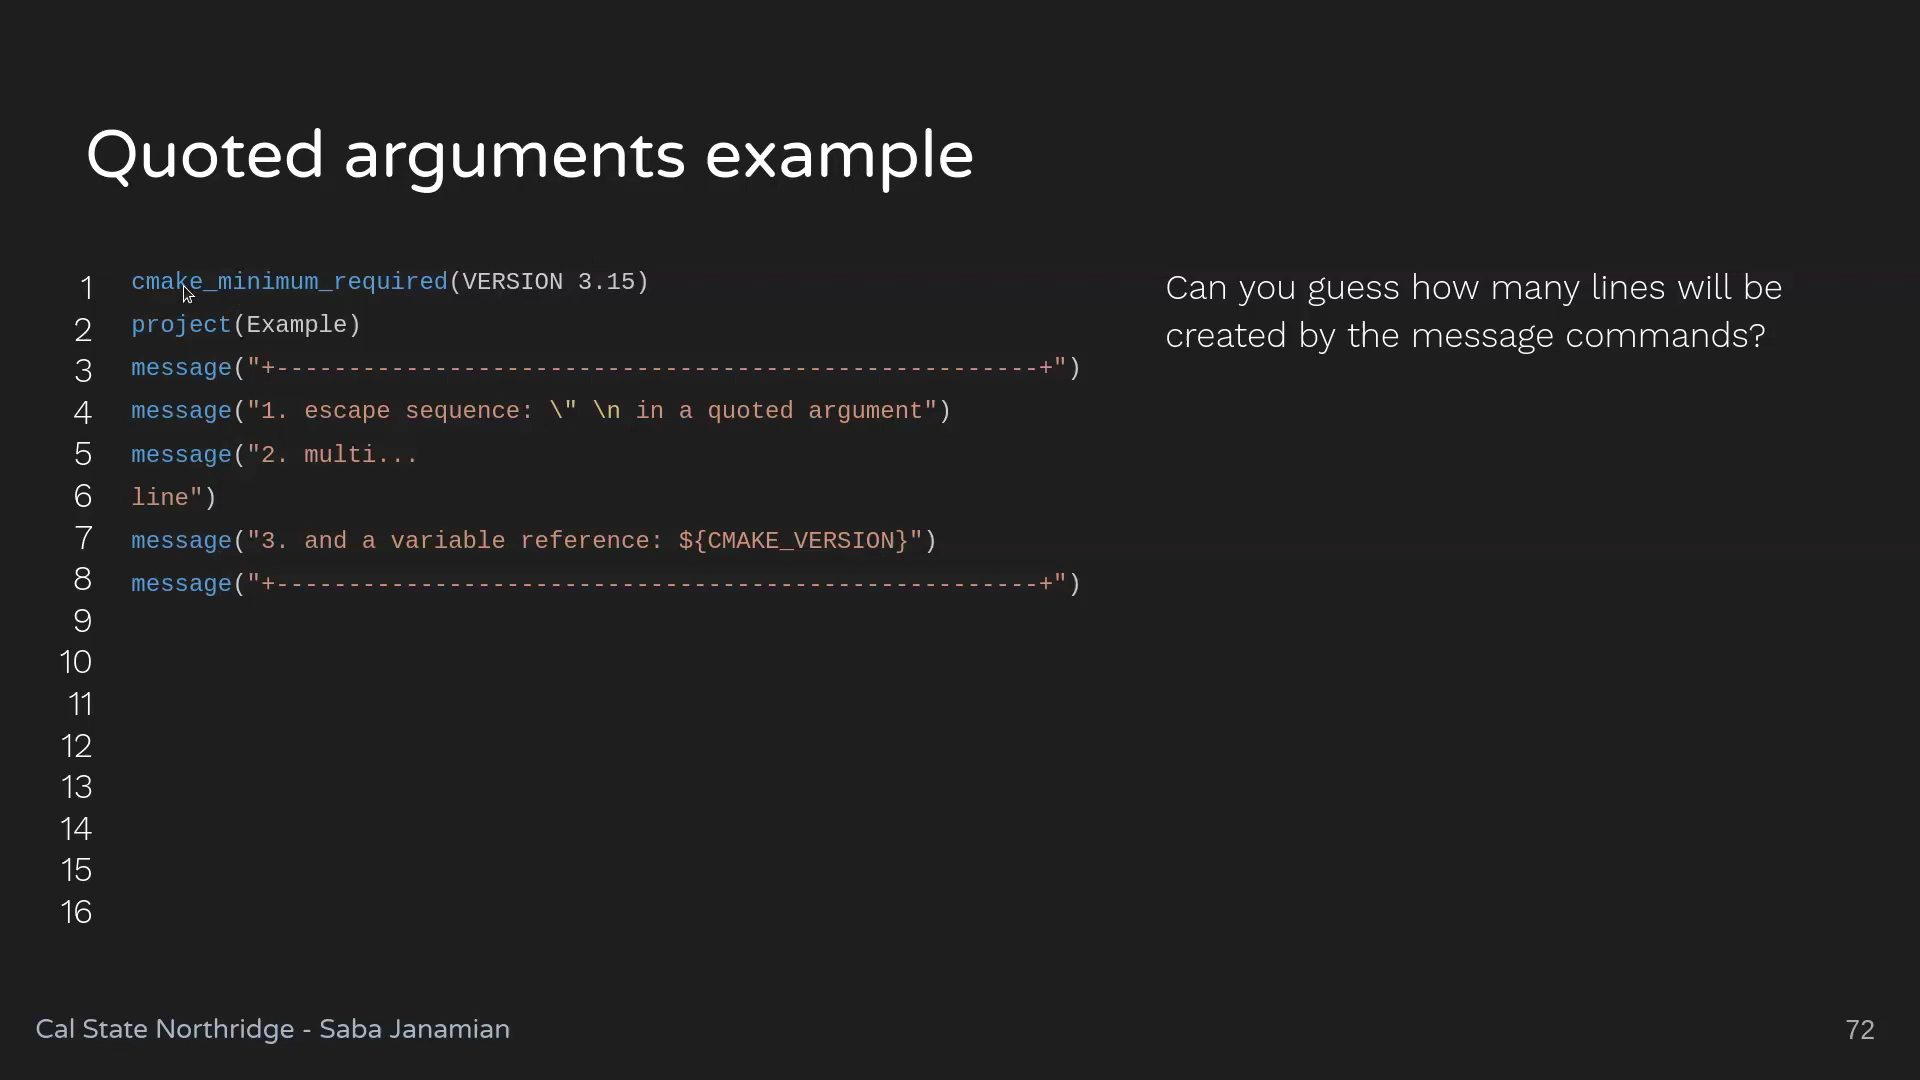 Quoted arguments example
1 cmake_minimum_required(VERSION 3.15)
2 project(Example)
3 message("+-----------------------------------------------------+")
4 message("1. escape sequence: \" \n in a quoted argument")
5 message("2. multi...
6 line")
7 message("3. and a variable reference: ${CMAKE_VERSION}")
8 message("+-----------------------------------------------------+")
9
10
11
12
13
14
15
16
Can you guess how many lines will be
created by the message commands?
Cal State Northridge - Saba Janamian
72